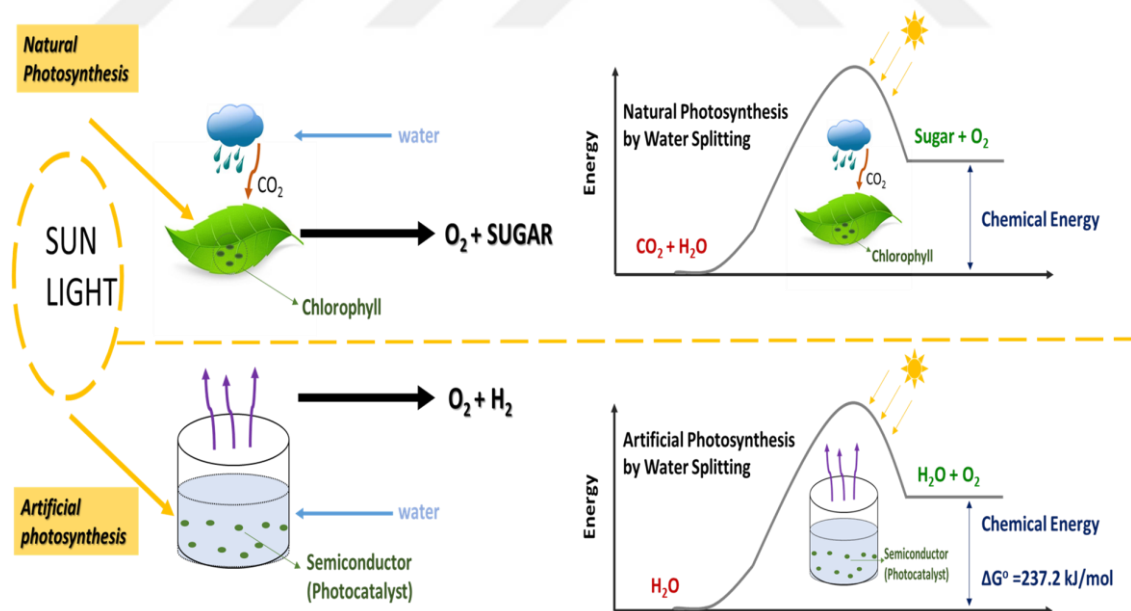 Natural
Photosynthesis
water
CO₂
O₂ + SUGAR
Chlorophyll
SUN
LIGHT
Energy
Natural Photosynthesis
by Water Splitting
CO₂
Chlorophyll
CO₂ + H₂O
Sugar + O₂
Chemical Energy
O₂ + H₂
Artificial
photosynthesis
water
Semiconductor
(Photocatalyst)
Energy
Artificial Photosynthesis
by Water Splitting
Semiconductor
(Photocatalyst)
H₂O
H₂O + O₂
Chemical Energy
ΔG° =237.2 kJ/mol